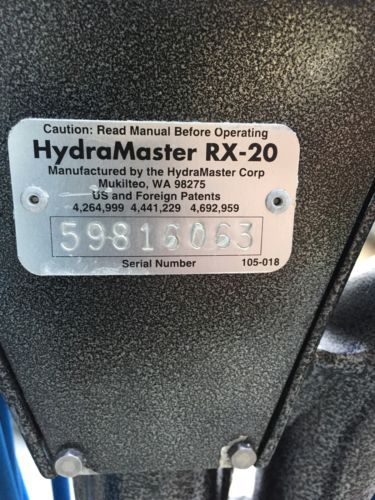 Caution: Read Manual Before Operating
HydraMaster RX-20
Manufactured by the HydraMaster Corp
Mukilteo, WA 98275
US and Foreign Patents
4,264,999 4,441,229 4,692,959
59816063
Serial Number 105-018